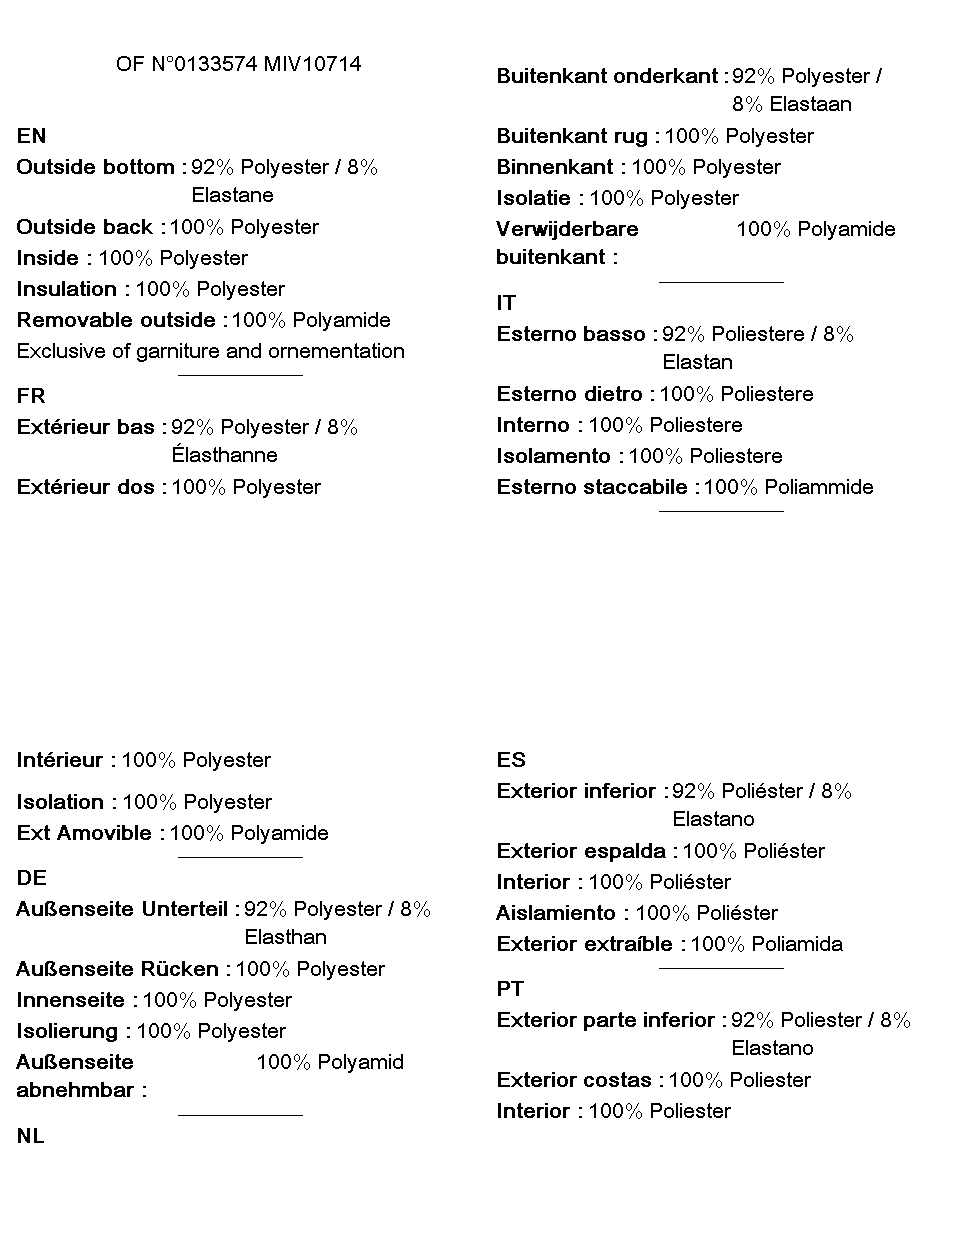 OF N°0133574 MIV10714
EN
Outside bottom : 92% Polyester / 8%
Elastane
Outside back : 100% Polyester
Inside : 100% Polyester
Insulation : 100% Polyester
Removable outside : 100% Polyamide
Exclusive of garniture and ornementation
FR
Extérieur bas : 92% Polyester / 8%
Élasthanne
Extérieur dos : 100% Polyester
Intérieur : 100% Polyester
Isolation : 100% Polyester
Ext Amovible : 100% Polyamide
DE
Außenseite Unterteil : 92% Polyester / 8%
Elasthan
Außenseite Rücken : 100% Polyester
Innenseite : 100% Polyester
Isolierung : 100% Polyester
Außenseite 100% Polyamid
abnehmbar :
NL
Buitenkant onderkant : 92% Polyester /
8% Elastaan
Buitenkant rug : 100% Polyester
Binnenkant : 100% Polyester
Isolatie : 100% Polyester
Verwijderbare 100% Polyamide
buitenkant :
IT
Esterno basso : 92% Poliestere / 8%
Elastan
Esterno dietro : 100% Poliestere
Interno : 100% Poliestere
Isolamento : 100% Poliestere
Esterno staccabile : 100% Poliammide
ES
Exterior inferior : 92% Poliéster / 8%
Elastano
Exterior espalda : 100% Poliéster
Interior : 100% Poliéster
Aislamiento : 100% Poliéster
Exterior extraíble : 100% Poliamida
PT
Exterior parte inferior : 92% Poliester / 8%
Elastano
Exterior costas : 100% Poliester
Interior : 100% Poliester